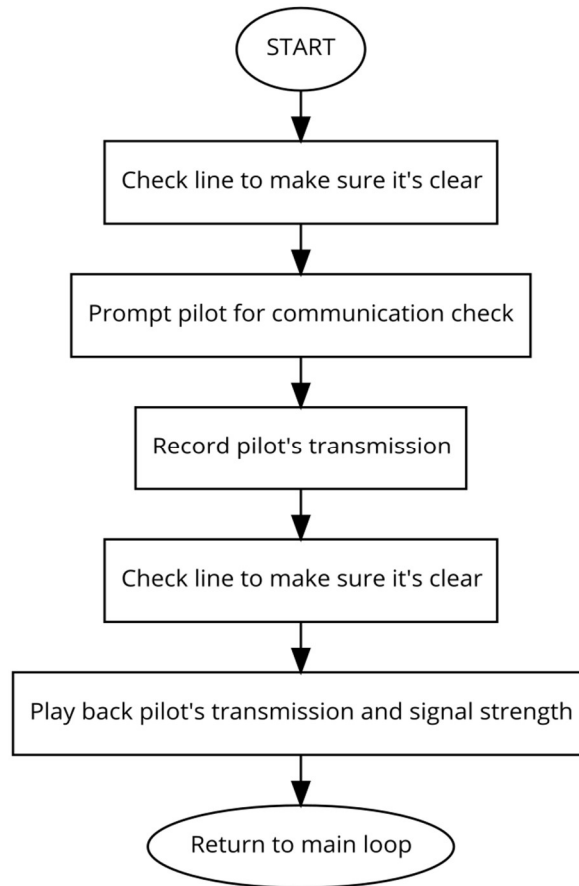 START
Check line to make sure it's clear
Prompt pilot for communication check
Record pilot's transmission
Check line to make sure it's clear
Play back pilot's transmission and signal strength
Return to main loop